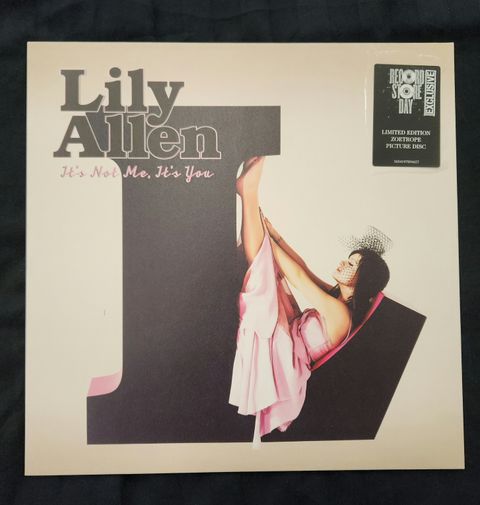 Lily
Allen
It's Not Me, It's You
RECORD
STORE
DAY
EXCLUSIVE
LIMITED EDITION
ZOETROPE
PICTURE DISC